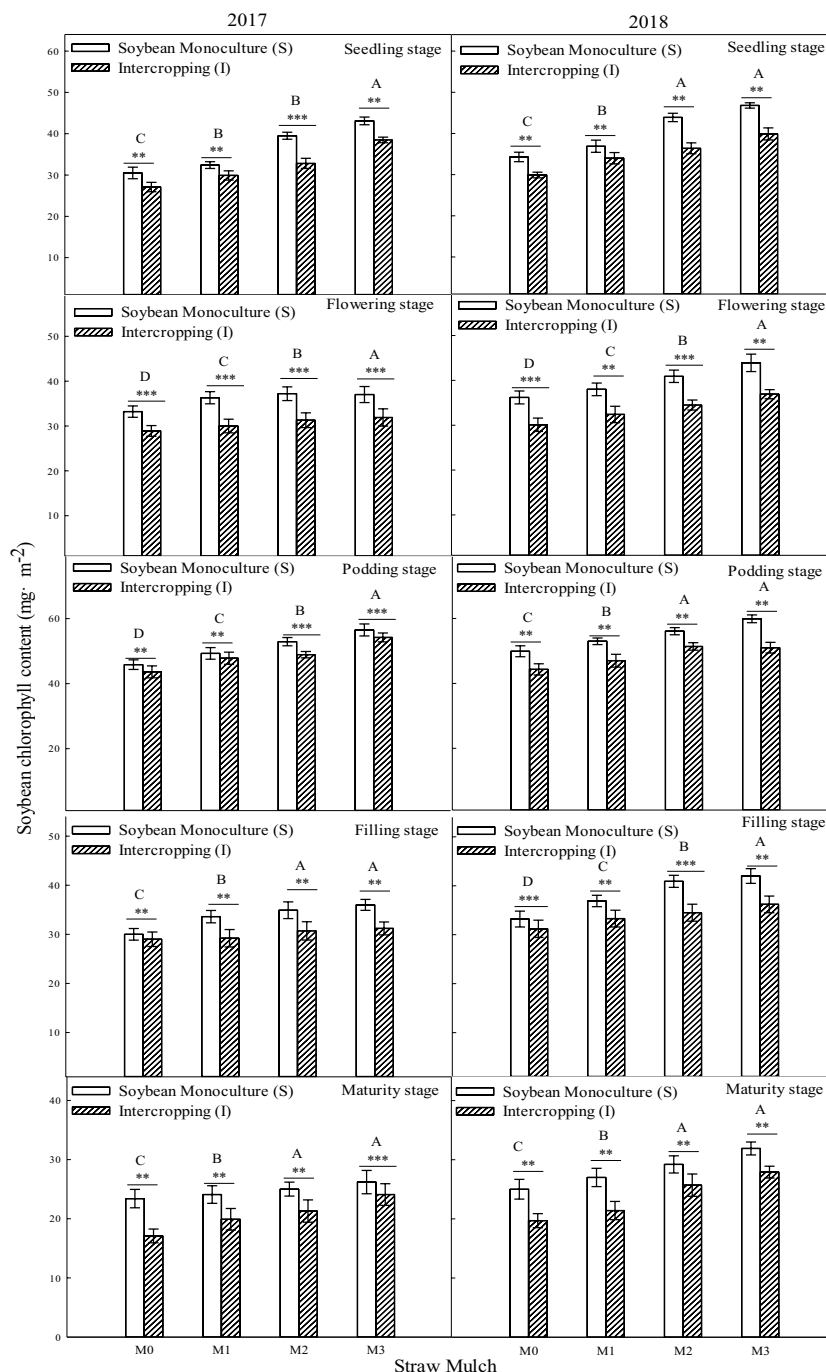 2017
2018
Soybean chlorophyll content (mg· m-2)
60
50
40
30
20
10
Soybean Monoculture (S)
Intercropping (I)
Seedling stage
C
**
B
**
B
***
A
**
Soybean Monoculture (S)
Intercropping (I)
Seedling stage
C
**
B
**
A
**
A
**
50
40
30
20
10
Soybean Monoculture (S)
Intercropping (I)
Flowering stage
D
***
C
***
B
***
A
***
Soybean Monoculture (S)
Intercropping (I)
Flowering stage
D
***
C
**
B
***
A
**
60
40
20
Soybean Monoculture (S)
Intercropping (I)
Podding stage
D
**
C
**
B
***
A
***
Soybean Monoculture (S)
Intercropping (I)
Podding stage
C
**
B
**
A
**
A
**
50
40
30
20
10
Soybean Monoculture (S)
Intercropping (I)
Filling stage
C
**
B
**
A
**
A
**
Soybean Monoculture (S)
Intercropping (I)
Filling stage
D
***
C
**
B
***
A
**
40
30
20
10
0
Soybean Monoculture (S)
Intercropping (I)
Maturity stage
C
**
B
**
A
**
A
***
Soybean Monoculture (S)
Intercropping (I)
Maturity stage
C
**
B
**
A
**
A
**
M0 M1 M2 M3 M0 M1 M2 M3
Straw Mulch